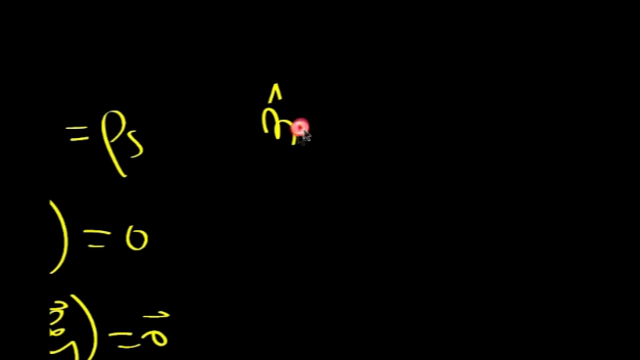 = ρs n̂
) = 0
) = 0⃗